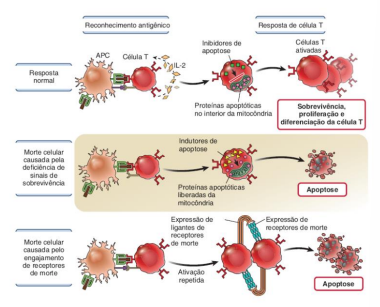 Reconhecimento antigênico
Resposta de célula T
APC
Célula T
IL-2
Inibidores de
apoptose
Células T
ativadas
Resposta
normal
Proteínas apoptóticas
no interior da mitocôndria
Sobrevivência,
proliferação e
diferenciação da célula T
Morte celular
causada pela
deficiência de
sinais de
sobrevivência
Indutores de
apoptose
Proteínas apoptóticas
liberadas da
mitocôndria
Apoptose
Morte celular
causada pelo
engajamento
de receptores
de morte
Ativação
repetida
Expressão de
ligantes de
receptores
de morte
Expressão de
receptores de morte
Apoptose